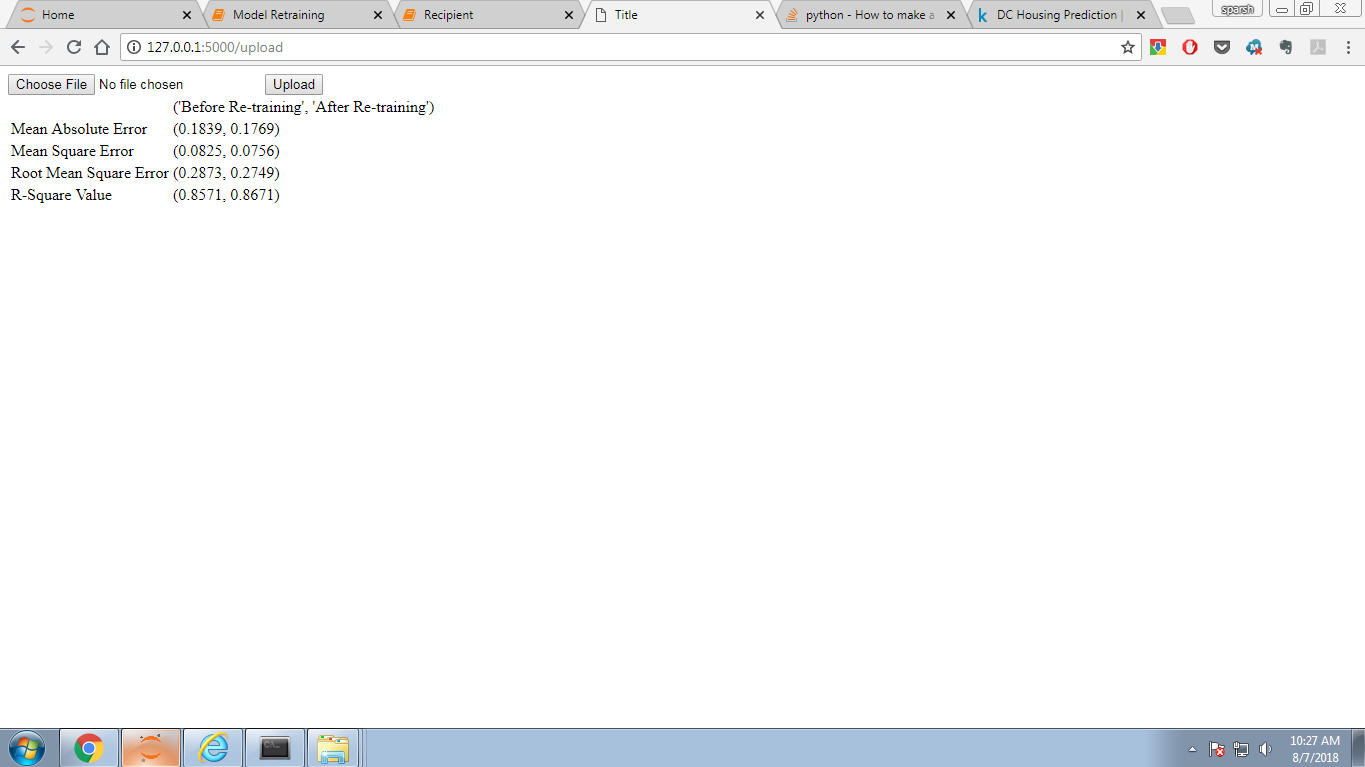 Home
Model Retraining
Recipient
Title
python - How to make a
DC Housing Prediction |
sparsh
127.0.0.1:5000/upload
Choose File No file chosen Upload
('Before Re-training', 'After Re-training')
Mean Absolute Error (0.1839, 0.1769)
Mean Square Error (0.0825, 0.0756)
Root Mean Square Error (0.2873, 0.2749)
R-Square Value (0.8571, 0.8671)
10:27 AM
8/7/2018